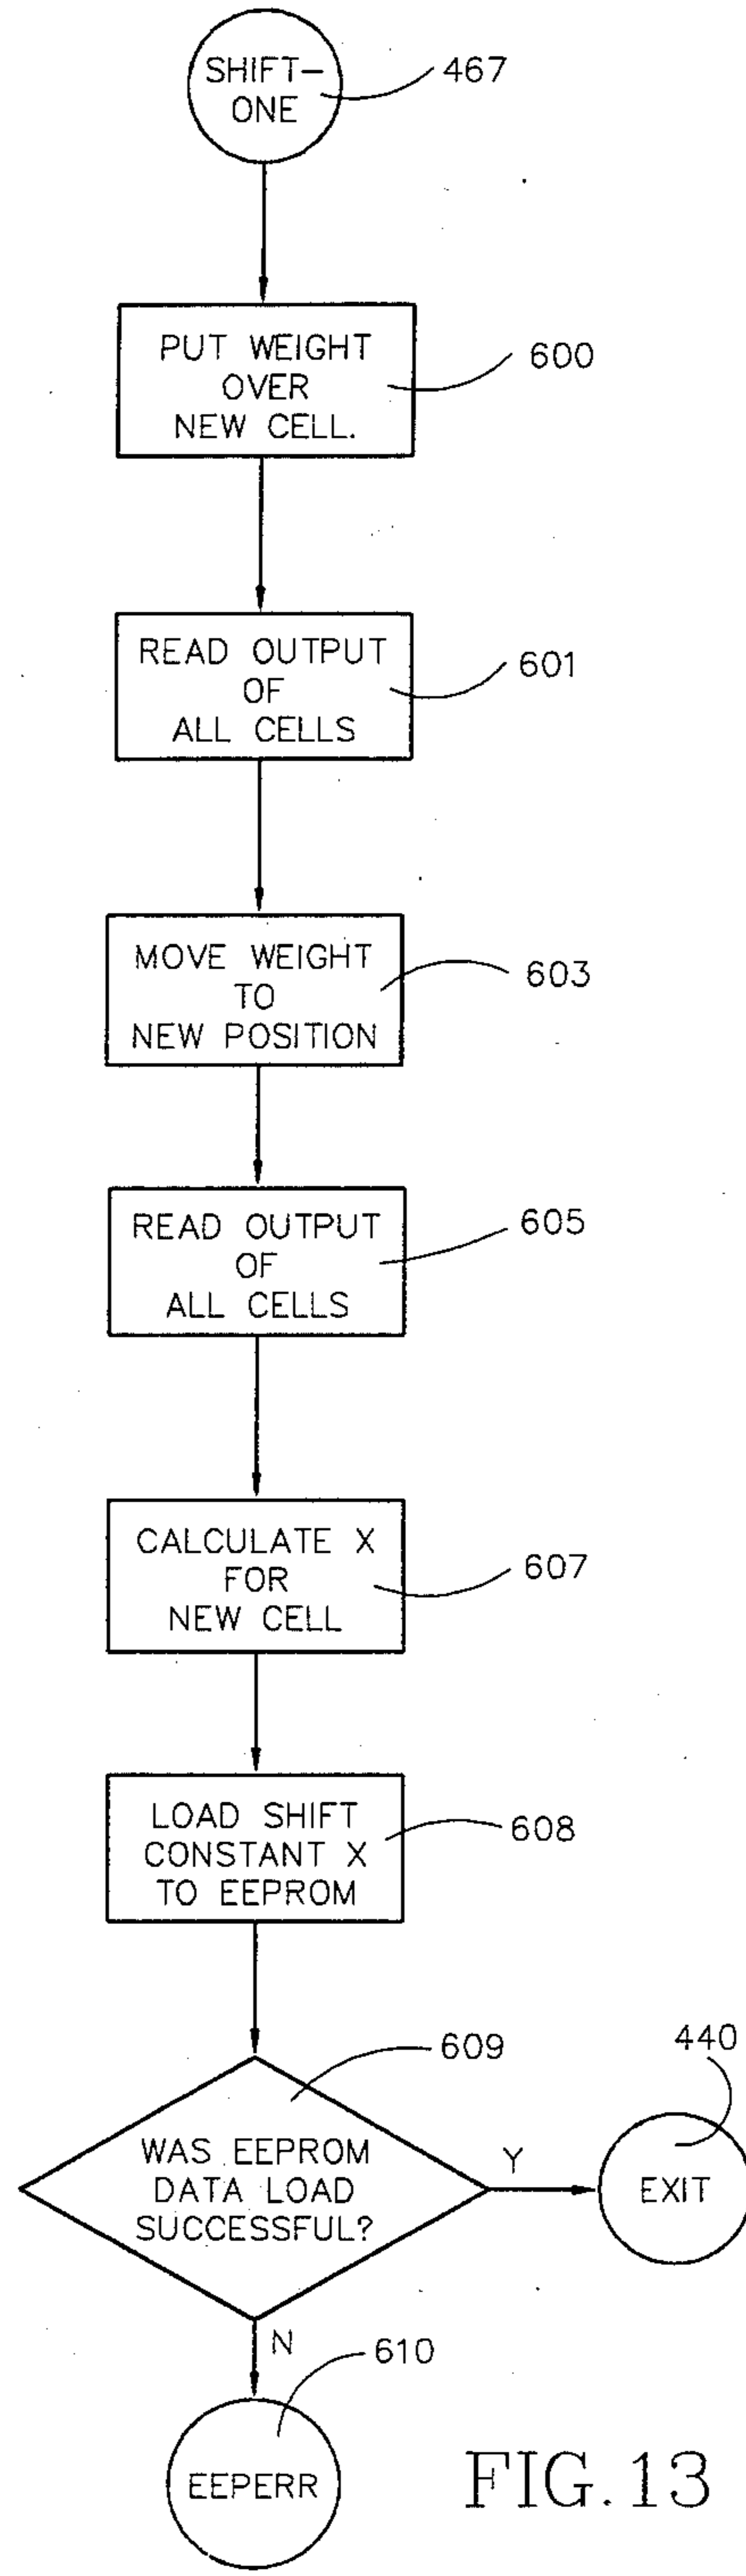 SHIFT-
ONE
467
PUT WEIGHT
OVER
NEW CELL.
600
READ OUTPUT
OF
ALL CELLS
601
MOVE WEIGHT
TO
NEW POSITION
603
READ OUTPUT
OF
ALL CELLS
605
CALCULATE X
FOR
NEW CELL
607
LOAD SHIFT
CONSTANT X
TO EEPROM
608
609
WAS EEPROM
DATA LOAD
SUCCESSFUL?
Y
440
EXIT
N
610
EEPERR
FIG.13